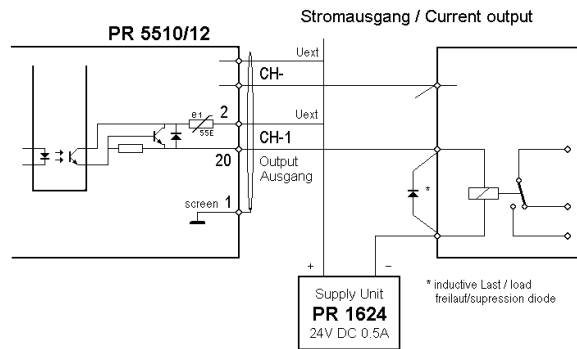 Stromausgang / Current output
PR 5510/12
Uext
CH-
2
Uext
CH-1
20
Output
Ausgang
screen 1
*
+
−
* inductive Last / load
freilauf/supression diode
Supply Unit
PR 1624
24V DC 0.5A